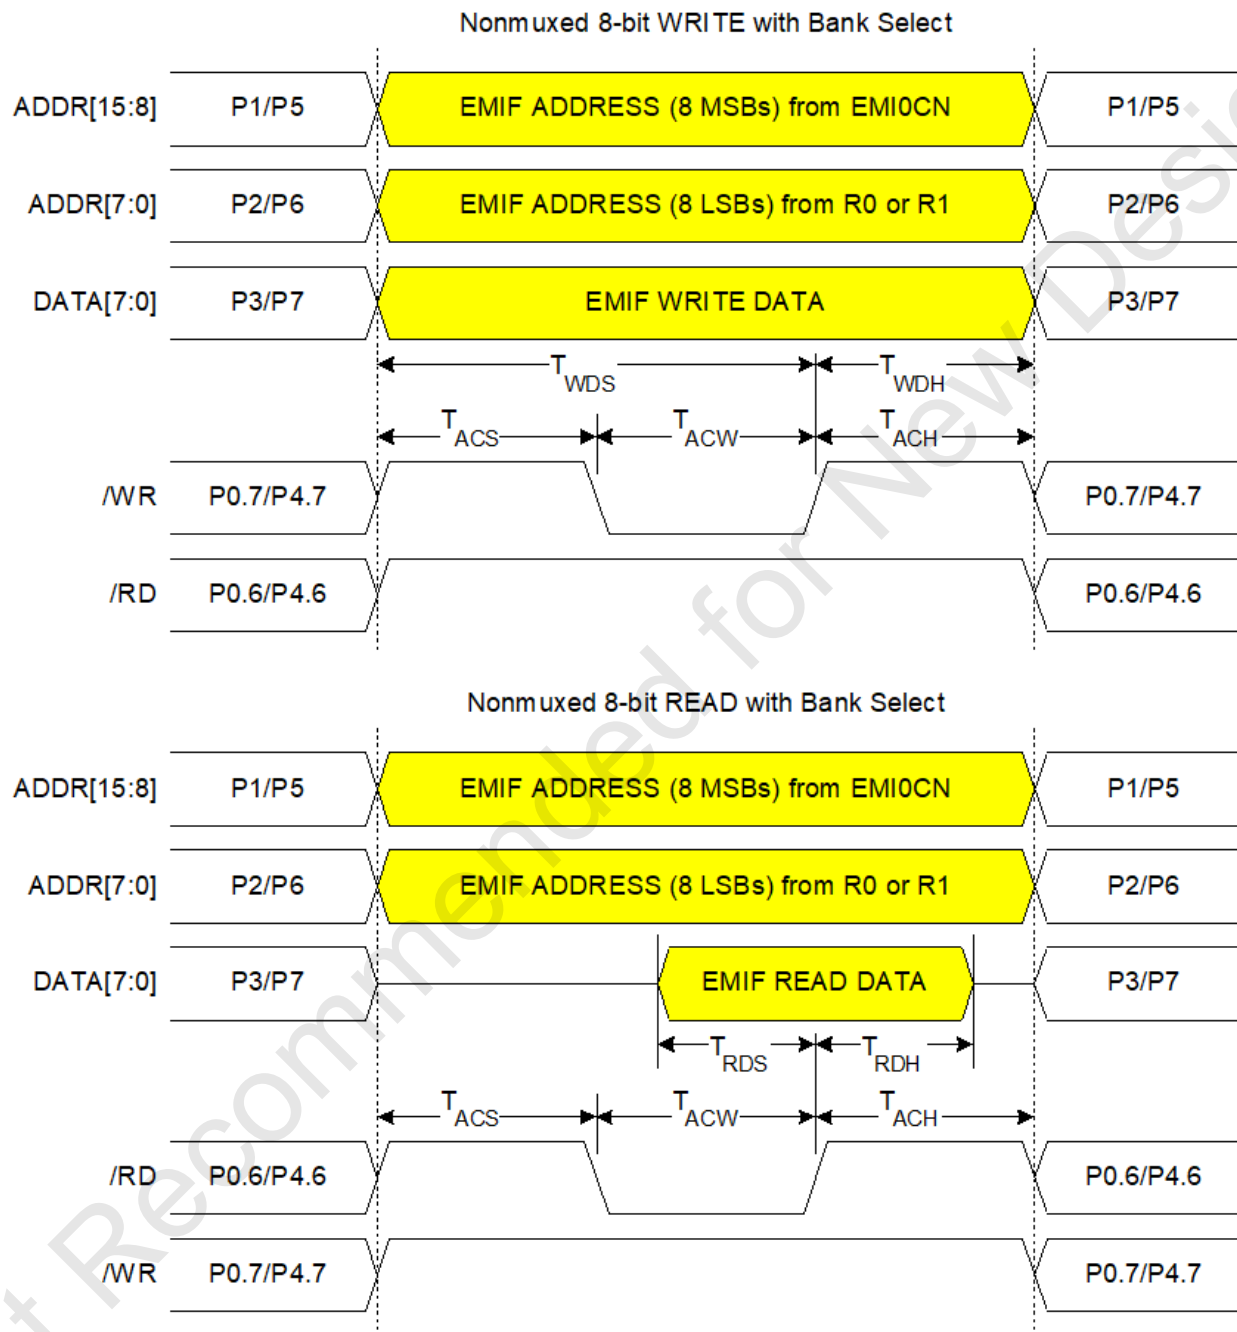 Nonmuxed 8-bit WRITE with Bank Select
ADDR[15:8] P1/P5 EMIF ADDRESS (8 MSBs) from EMI0CN P1/P5
ADDR[7:0] P2/P6 EMIF ADDRESS (8 LSBs) from R0 or R1 P2/P6
DATA[7:0] P3/P7 EMIF WRITE DATA P3/P7
TWDS TWDH
TACS TACW TACH
/WR P0.7/P4.7 P0.7/P4.7
/RD P0.6/P4.6 P0.6/P4.6
Nonmuxed 8-bit READ with Bank Select
ADDR[15:8] P1/P5 EMIF ADDRESS (8 MSBs) from EMI0CN P1/P5
ADDR[7:0] P2/P6 EMIF ADDRESS (8 LSBs) from R0 or R1 P2/P6
DATA[7:0] P3/P7 EMIF READ DATA P3/P7
TRDS TRDH
TACS TACW TACH
/RD P0.6/P4.6 P0.6/P4.6
/WR P0.7/P4.7 P0.7/P4.7
Recommended for New